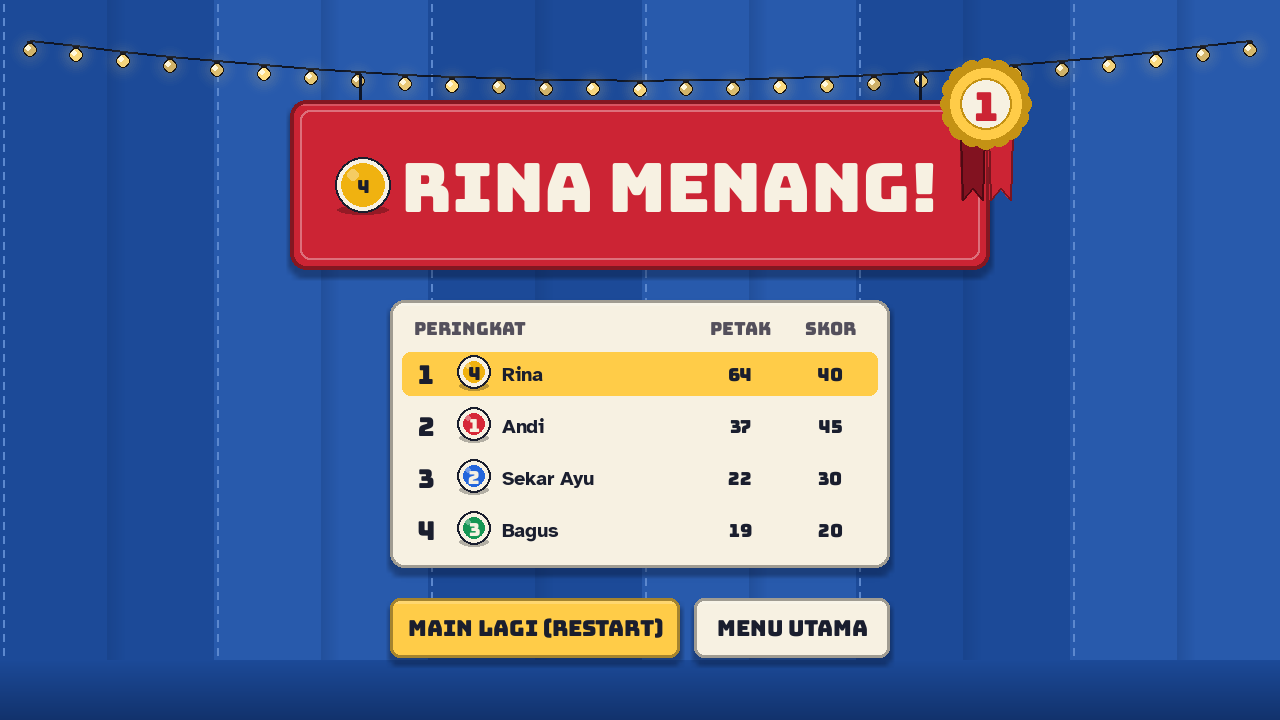 1
4 RINA MENANG!
PERINGKAT PETAK SKOR
1 4 Rina 64 40
2 1 Andi 37 45
3 2 Sekar Ayu 22 30
4 3 Bagus 19 20
MAIN LAGI (RESTART) MENU UTAMA